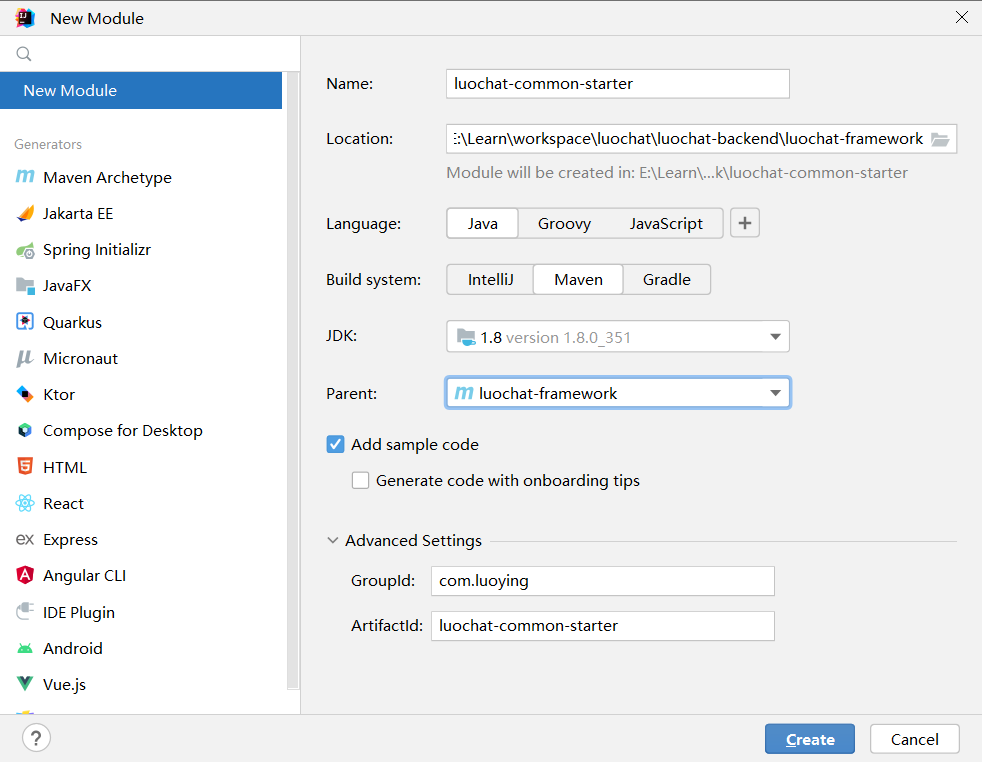 New Module
New Module
Generators
Maven Archetype
Jakarta EE
Spring Initializr
JavaFX
Quarkus
Micronaut
Ktor
Compose for Desktop
HTML
React
Express
Angular CLI
IDE Plugin
Android
Vue.js
Name: luochat-common-starter
Location: :\Learn\workspace\luochat\luochat-backend\luochat-framework
Module will be created in: E:\Learn\...k\luochat-common-starter
Language: Java Groovy JavaScript +
Build system: IntelliJ Maven Gradle
JDK: 1.8 version 1.8.0_351
Parent: luochat-framework
Add sample code
Generate code with onboarding tips
Advanced Settings
GroupId: com.luoying
ArtifactId: luochat-common-starter
? Create Cancel